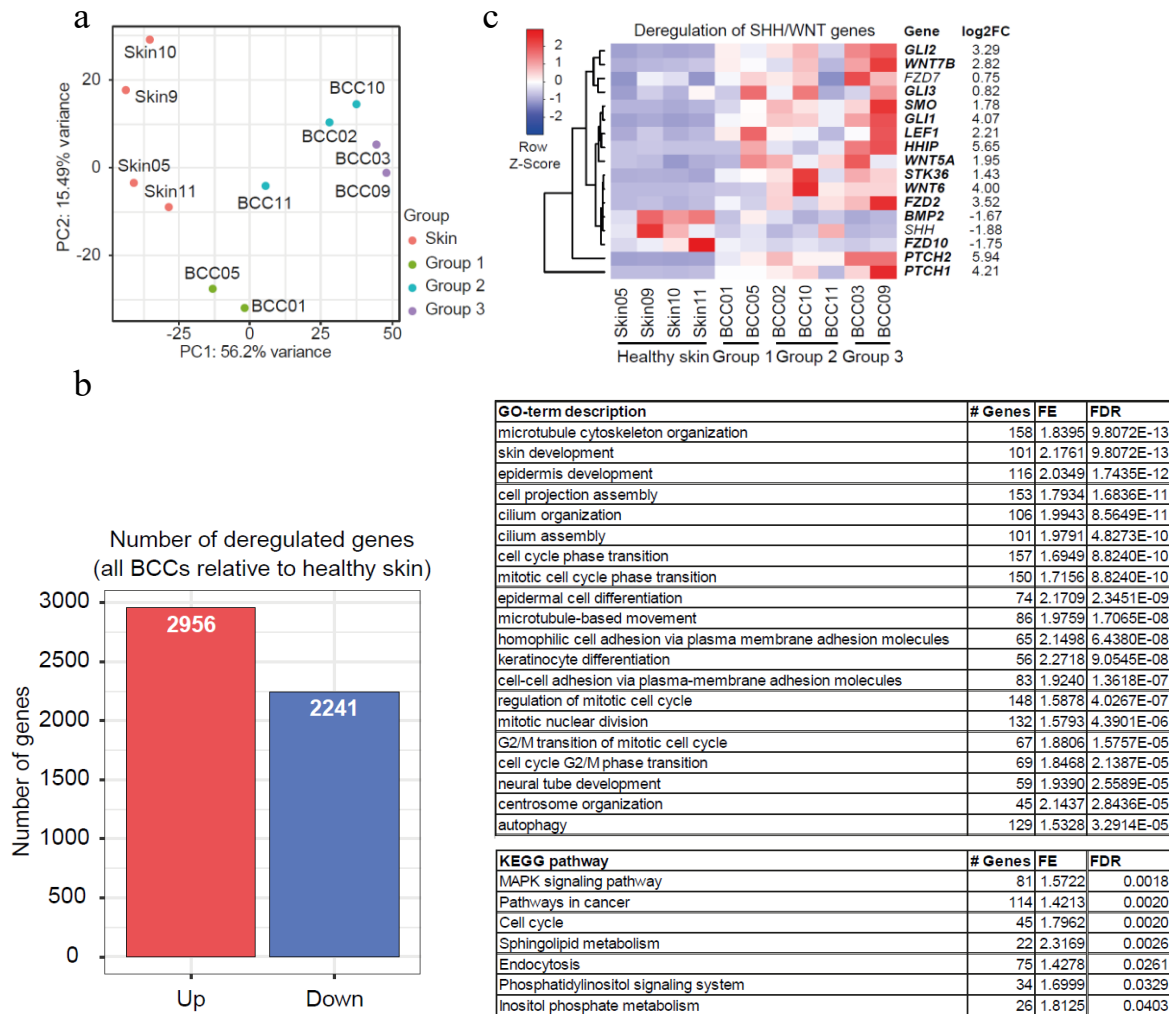 a
Skin10
Skin9
BCC10
BCC02
BCC03
Skin05
Skin11
BCC11
BCC09
BCC05
BCC01
20
0
-20
-25
0
25
50
PC2: 15.49% variance
PC1: 56.2% variance
Group
Skin
Group 1
Group 2
Group 3
c
Deregulation of SHH/WNT genes
Gene log2FC
2
1
0
-1
-2
Row
Z-Score
GLI2 3.29
WNT7B 2.82
FZD7 0.75
GLI3 0.82
SMO 1.78
GLI1 4.07
LEF1 2.21
HHIP 5.65
WNT5A 1.95
STK36 1.43
WNT6 4.00
FZD2 3.52
BMP2 -1.67
SHH -1.88
FZD10 -1.75
PTCH2 5.94
PTCH1 4.21
Skin05
Skin09
Skin10
Skin11
BCC01
BCC05
BCC02
BCC10
BCC11
BCC03
BCC09
Healthy skin Group 1 Group 2 Group 3
b
Number of deregulated genes
(all BCCs relative to healthy skin)
Number of genes
3000
2500
2000
1500
1000
500
0
2956
2241
Up Down
GO-term description # Genes FE FDR
microtubule cytoskeleton organization 158 1.8395 9.8072E-13
skin development 101 2.1761 9.8072E-13
epidermis development 116 2.0349 1.7435E-12
cell projection assembly 153 1.7934 1.6836E-11
cilium organization 106 1.9943 8.5649E-11
cilium assembly 101 1.9791 4.8273E-10
cell cycle phase transition 157 1.6949 8.8240E-10
mitotic cell cycle phase transition 150 1.7156 8.8240E-10
epidermal cell differentiation 74 2.1709 2.3451E-09
microtubule-based movement 86 1.9759 1.7065E-08
homophilic cell adhesion via plasma membrane adhesion molecules 65 2.1498 6.4380E-08
keratinocyte differentiation 56 2.2718 9.0545E-08
cell-cell adhesion via plasma-membrane adhesion molecules 83 1.9240 1.3618E-07
regulation of mitotic cell cycle 148 1.5878 4.0267E-07
mitotic nuclear division 132 1.5793 4.3901E-06
G2/M transition of mitotic cell cycle 67 1.8806 1.5757E-05
cell cycle G2/M phase transition 69 1.8468 2.1387E-05
neural tube development 59 1.9390 2.5589E-05
centrosome organization 45 2.1437 2.8436E-05
autophagy 129 1.5328 3.2914E-05
KEGG pathway # Genes FE FDR
MAPK signaling pathway 81 1.5722 0.0018
Pathways in cancer 114 1.4213 0.0020
Cell cycle 45 1.7962 0.0020
Sphingolipid metabolism 22 2.3169 0.0026
Endocytosis 75 1.4278 0.0261
Phosphatidylinositol signaling system 34 1.6999 0.0329
Inositol phosphate metabolism 26 1.8125 0.0403